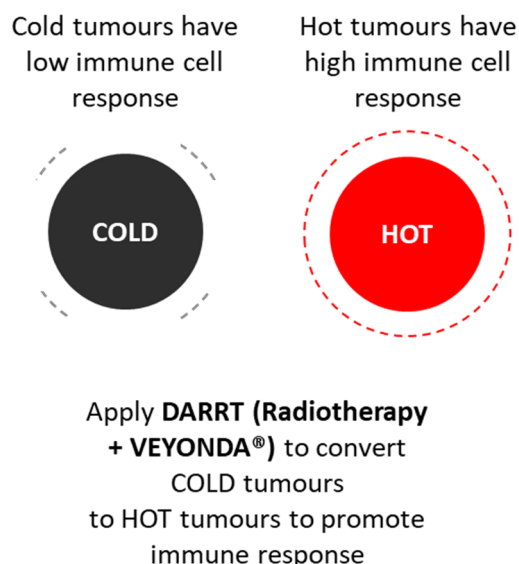 Cold tumours have
low immune cell
response
Hot tumours have
high immune cell
response
COLD
HOT
Apply DARRT (Radiotherapy
+ VEYONDA®) to convert
COLD tumours
to HOT tumours to promote
immune response